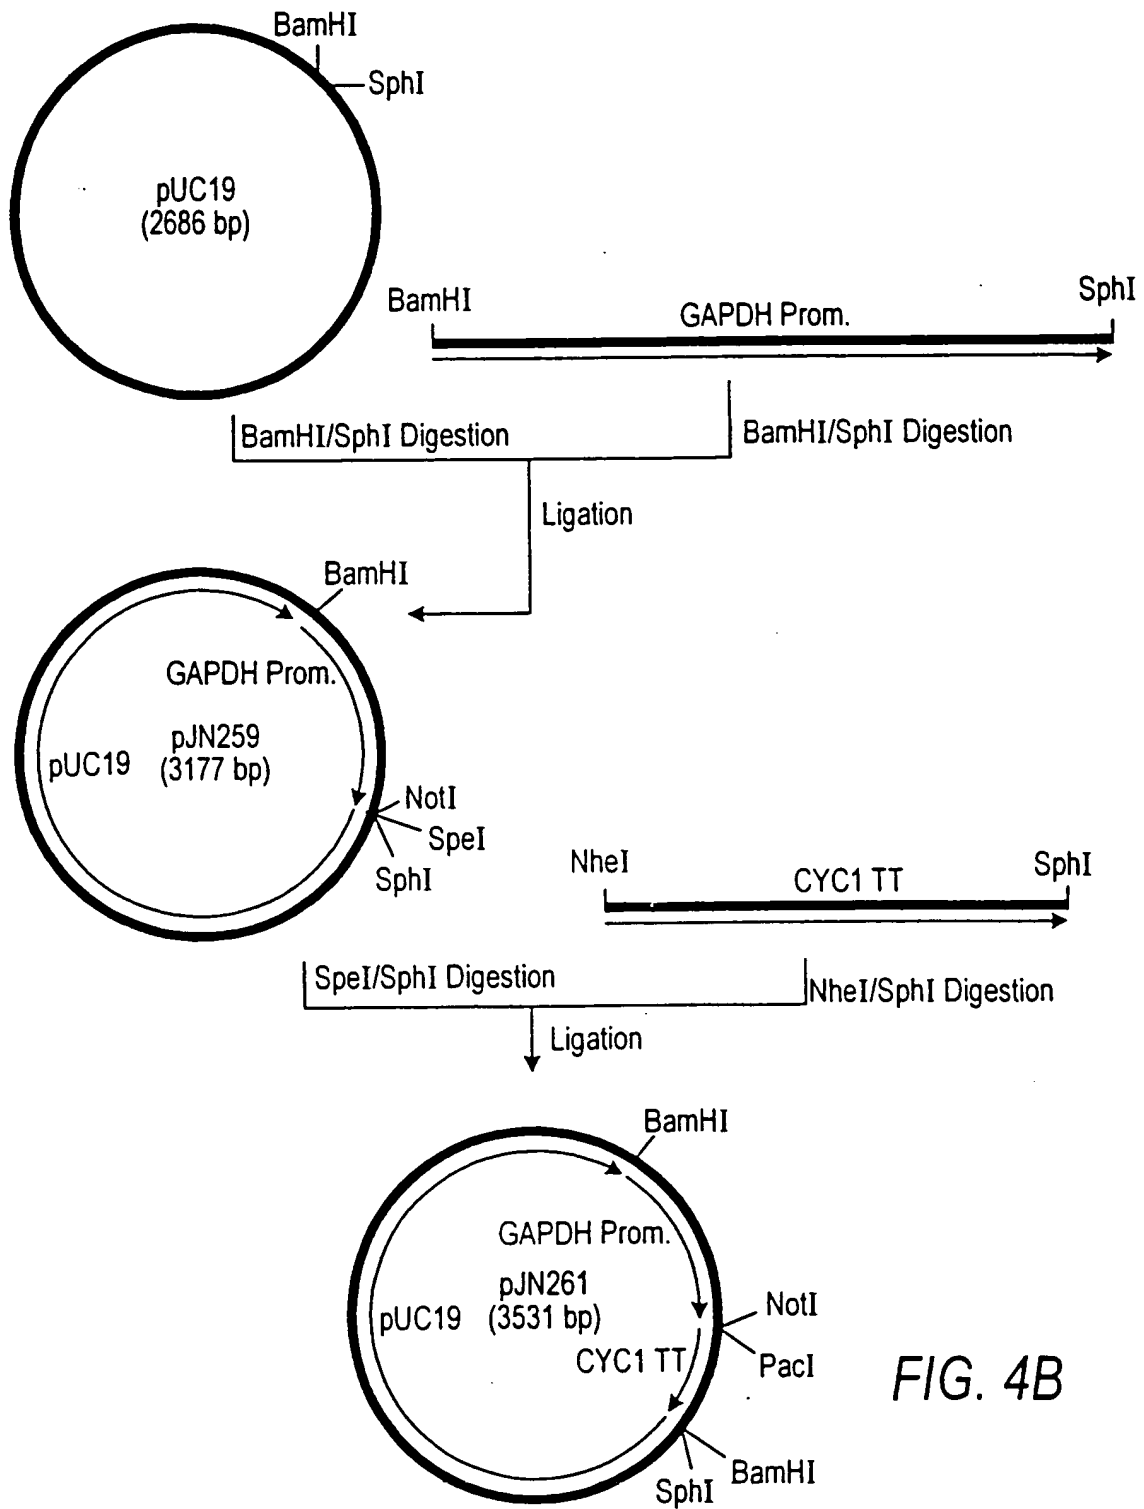 BamHI
SphI
pUC19
(2686 bp)
BamHI
GAPDH Prom.
SphI
BamHI/SphI Digestion
BamHI/SphI Digestion
Ligation
BamHI
GAPDH Prom.
pJN259
pUC19
(3177 bp)
NotI
SpeI
SphI
NheI
CYC1 TT
SphI
SpeI/SphI Digestion
NheI/SphI Digestion
Ligation
BamHI
GAPDH Prom.
pJN261
pUC19
(3531 bp)
CYC1 TT
NotI
PacI
BamHI
SphI
FIG. 4B